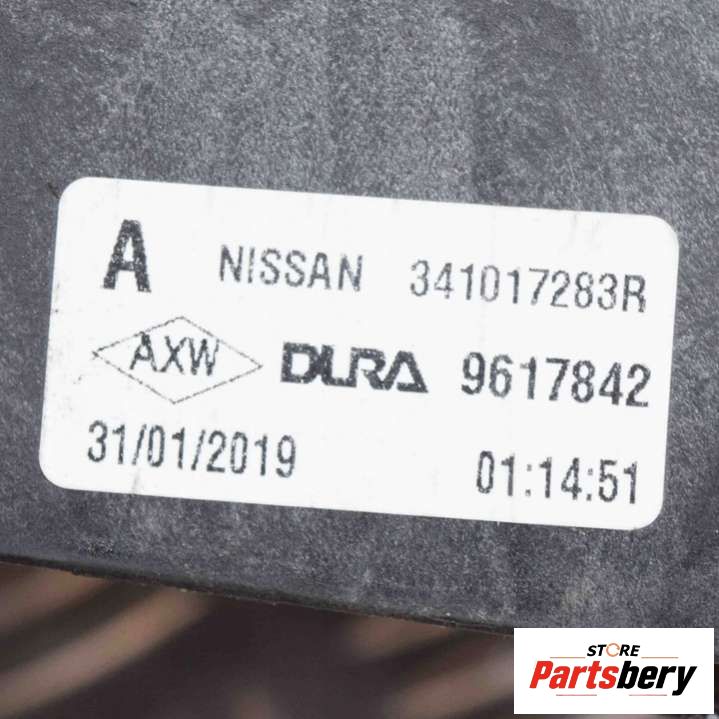 A NISSAN 341017283R
AXW DURA 9617842
31/01/2019 01:14:51
STORE
Partsbery